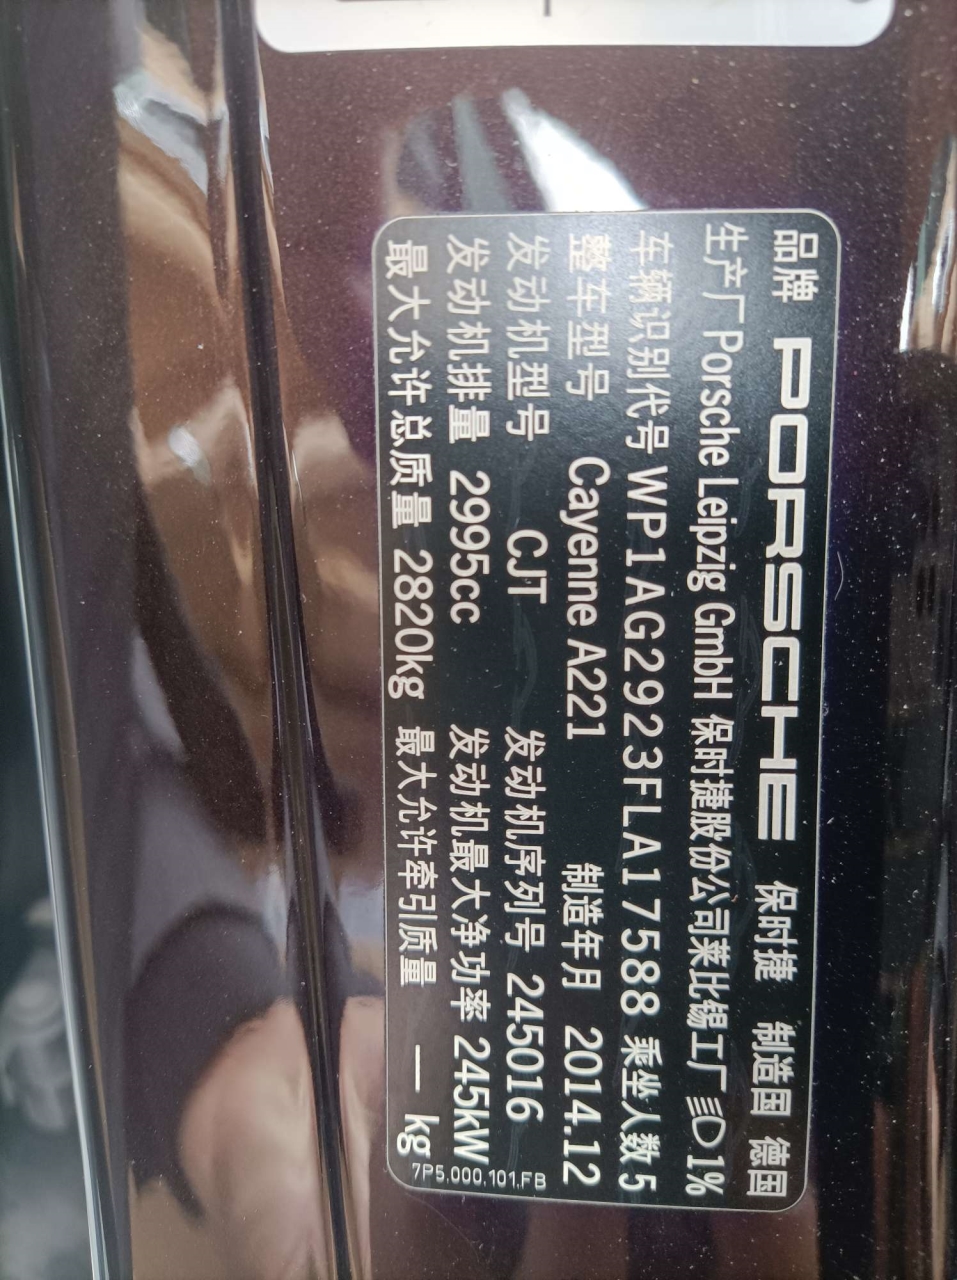 品牌 PORSCHE 保时捷 制造国 德国
生产厂 Porsche Leipzig GmbH 保时捷股份公司莱比锡工厂 1%
车辆识别代号 WP1AG2923FLA17588 乘坐人数 5
整车型号 Cayenne A221 制造年月 2014.12
发动机型号 CJT 发动机序列号 245016
发动机排量 2995cc 发动机最大净功率 245kW
最大允许总质量 2820kg 最大允许牵引质量 — kg
7P5.000.101.FB